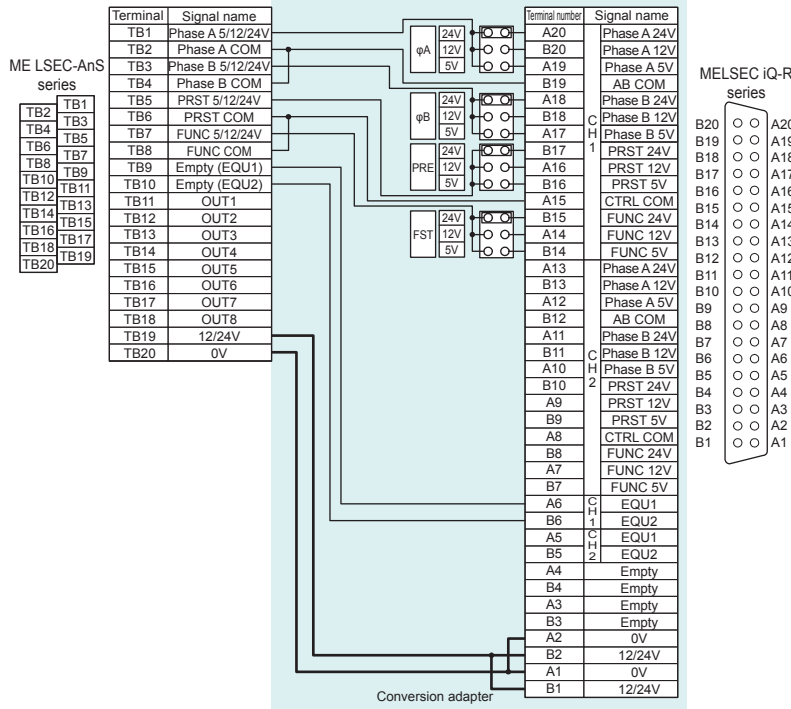 ME LSEC-AnS
series
TB2 TB1
TB4 TB3
TB6 TB5
TB8 TB7
TB10 TB9
TB12 TB11
TB14 TB13
TB16 TB15
TB18 TB17
TB20 TB19
Terminal Signal name
TB1 Phase A 5/12/24V
TB2 Phase A COM
TB3 Phase B 5/12/24V
TB4 Phase B COM
TB5 PRST 5/12/24V
TB6 PRST COM
TB7 FUNC 5/12/24V
TB8 FUNC COM
TB9 Empty (EQU1)
TB10 Empty (EQU2)
TB11 OUT1
TB12 OUT2
TB13 OUT3
TB14 OUT4
TB15 OUT5
TB16 OUT6
TB17 OUT7
TB18 OUT8
TB19 12/24V
TB20 0V
φA
24V
12V
5V
φB
24V
12V
5V
PRE
24V
12V
5V
FST
24V
12V
5V
Conversion adapter
Terminal number Signal name
CH1
A20 Phase A 24V
B20 Phase A 12V
A19 Phase A 5V
B19 AB COM
A18 Phase B 24V
B18 Phase B 12V
A17 Phase B 5V
B17 PRST 24V
A16 PRST 12V
B16 PRST 5V
A15 CTRL COM
B15 FUNC 24V
A14 FUNC 12V
B14 FUNC 5V
CH2
A13 Phase A 24V
B13 Phase A 12V
A12 Phase A 5V
B12 AB COM
A11 Phase B 24V
B11 Phase B 12V
A10 Phase B 5V
B10 PRST 24V
A9 PRST 12V
B9 PRST 5V
A8 CTRL COM
B8 FUNC 24V
A7 FUNC 12V
B7 FUNC 5V
CH1
A6 EQU1
B6 EQU2
CH2
A5 EQU1
B5 EQU2
A4 Empty
B4 Empty
A3 Empty
B3 Empty
A2 0V
B2 12/24V
A1 0V
B1 12/24V
MELSEC iQ-R
series
B20 A20
B19 A19
B18 A18
B17 A17
B16 A16
B15 A15
B14 A14
B13 A13
B12 A12
B11 A11
B10 A10
B9 A9
B8 A8
B7 A7
B6 A6
B5 A5
B4 A4
B3 A3
B2 A2
B1 A1